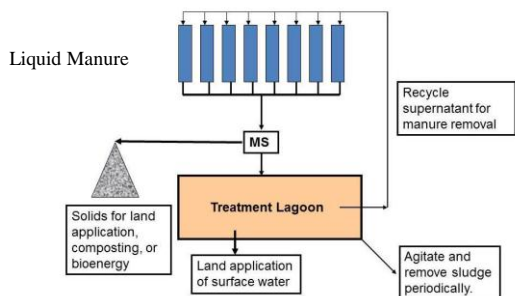 Liquid Manure
Recycle
supernatant for
manure removal
MS
Treatment Lagoon
Solids for land
application,
composting, or
bioenergy
Land application
of surface water
Agitate and
remove sludge
periodically.